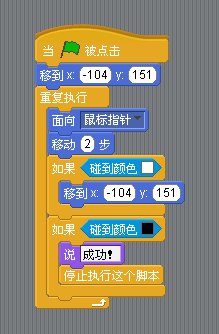 当 被点击
移到 x: -104 y: 151
重复执行
面向 鼠标指针
移动 2 步
如果 碰到颜色
移到 x: -104 y: 151
如果 碰到颜色
说 成功!
停止执行这个脚本